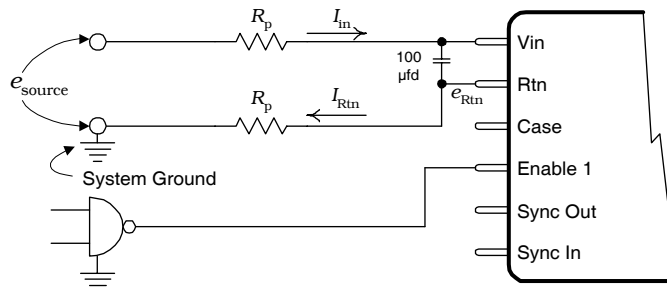 Rp
Iin
Vin
100
µfd
esource
Rtn
eRtn
Rp
IRtn
Case
System Ground
Enable 1
Sync Out
Sync In